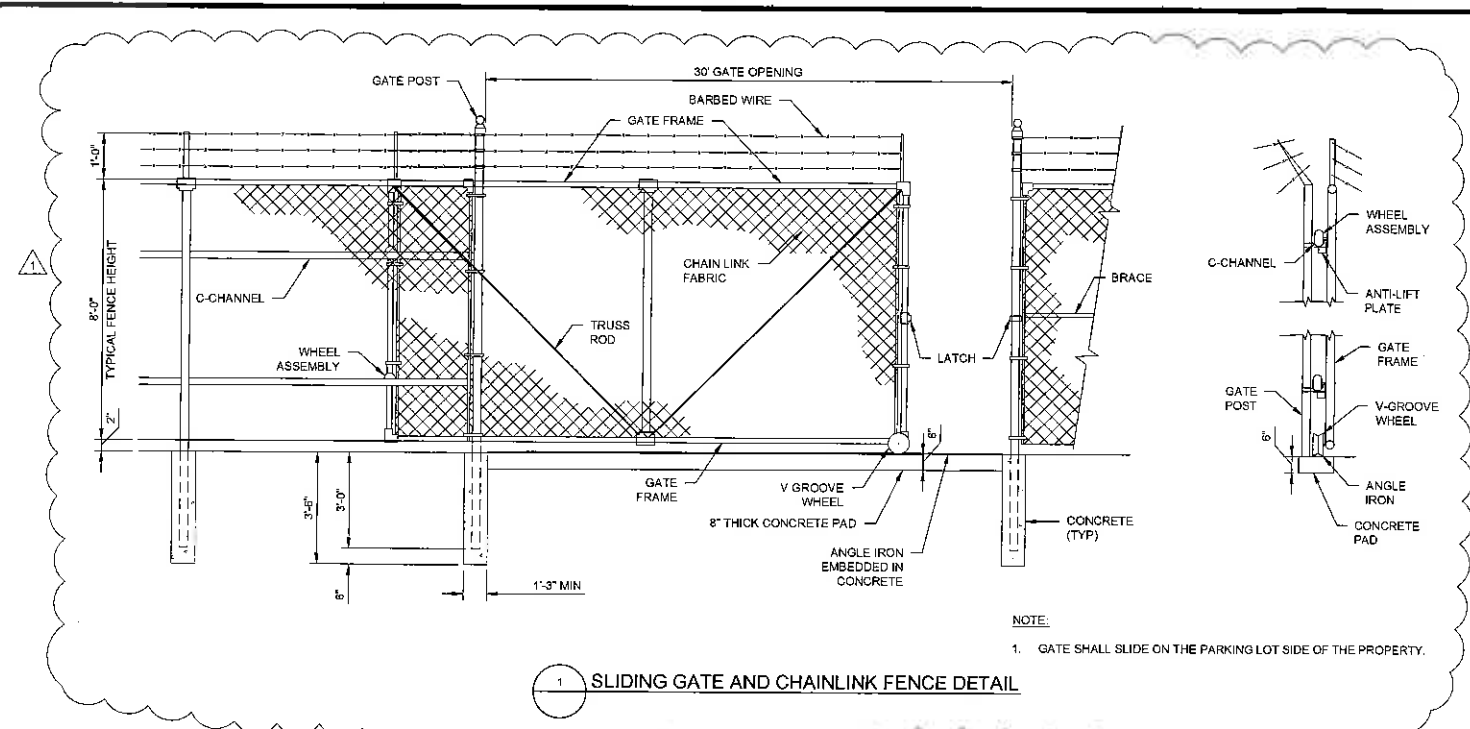 30' GATE OPENING
GATE POST
BARBED WIRE
GATE FRAME
1'-0"
8'-0"
TYPICAL FENCE HEIGHT
2"
1
C-CHANNEL
CHAIN LINK
FABRIC
BRACE
TRUSS
ROD
WHEEL
ASSEMBLY
LATCH
6"
GATE
FRAME
V GROOVE
WHEEL
8" THICK CONCRETE PAD
ANGLE IRON
EMBEDDED IN
CONCRETE
CONCRETE
(TYP)
3'-6"
3'-0"
6"
1'-3" MIN
WHEEL
ASSEMBLY
C-CHANNEL
ANTI-LIFT
PLATE
GATE
FRAME
GATE
POST
V-GROOVE
WHEEL
6"
ANGLE
IRON
CONCRETE
PAD
NOTE:
1. GATE SHALL SLIDE ON THE PARKING LOT SIDE OF THE PROPERTY.
1 SLIDING GATE AND CHAINLINK FENCE DETAIL